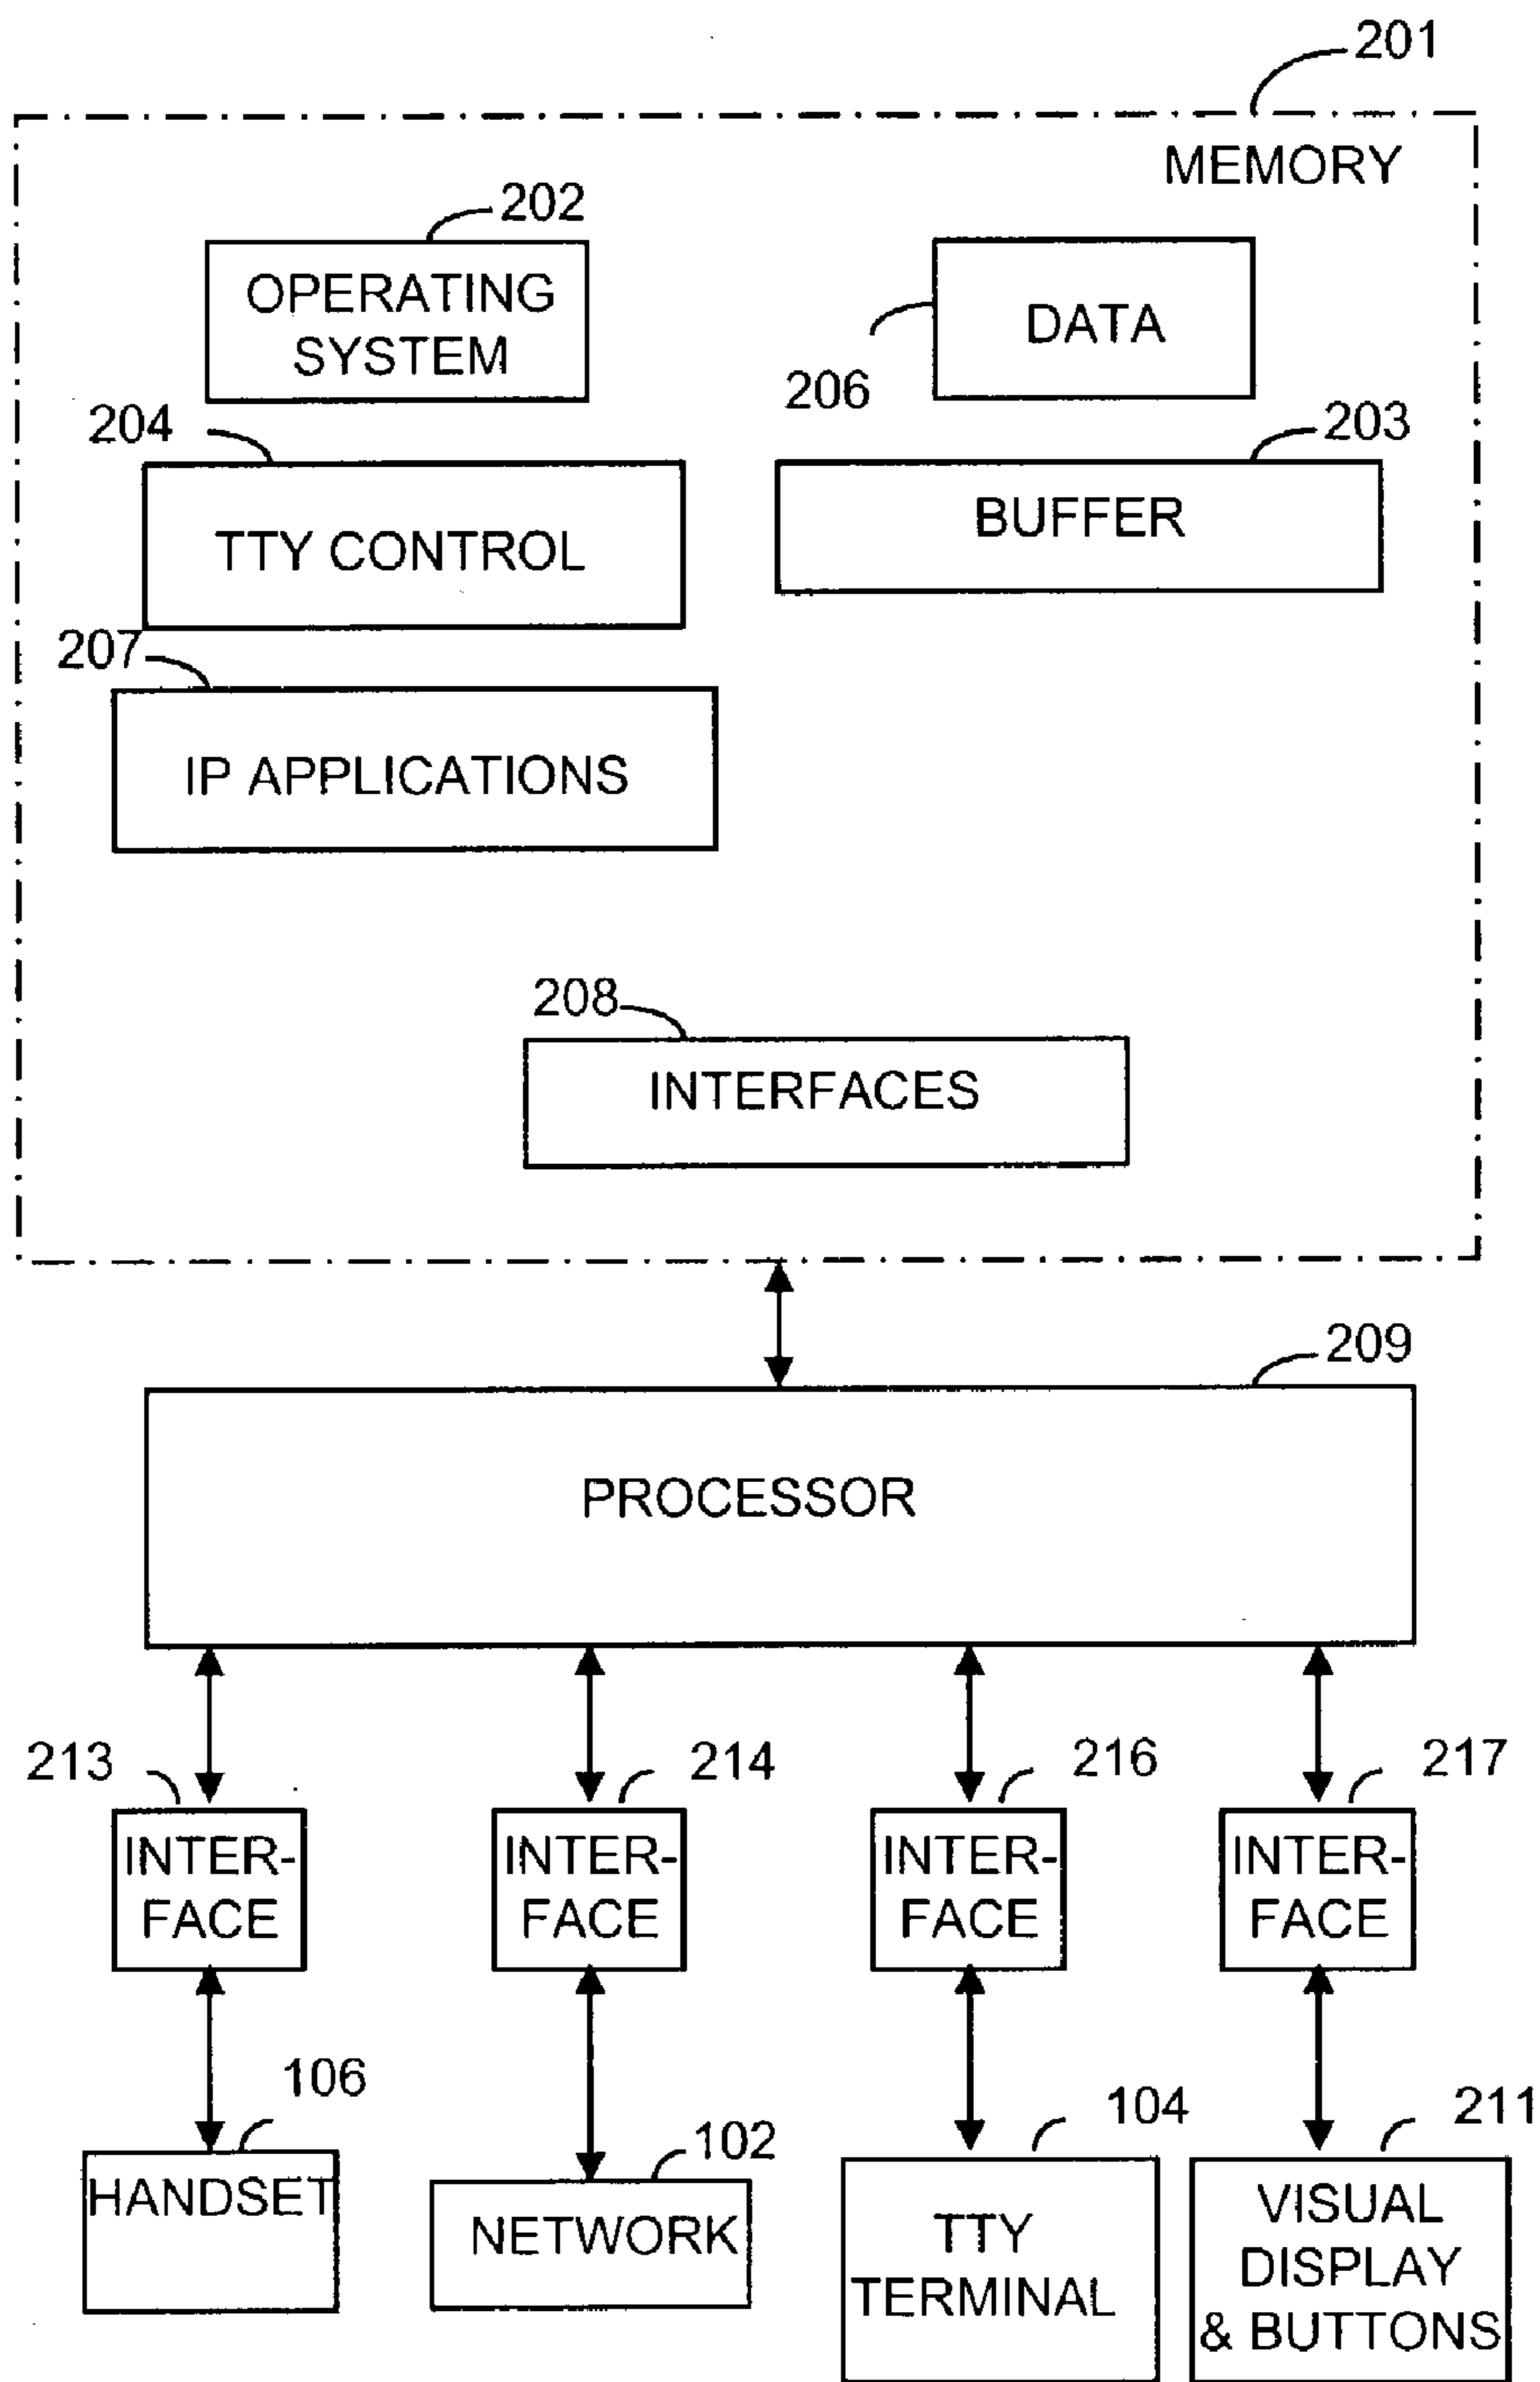 201
MEMORY
202
OPERATING
SYSTEM
DATA
206
204
203
TTY CONTROL
BUFFER
207
IP APPLICATIONS
208
INTERFACES
209
PROCESSOR
213
214
216
217
INTER-
FACE
INTER-
FACE
INTER-
FACE
INTER-
FACE
106
102
104
211
HANDSET
NETWORK
TTY
TERMINAL
VISUAL
DISPLAY
& BUTTONS